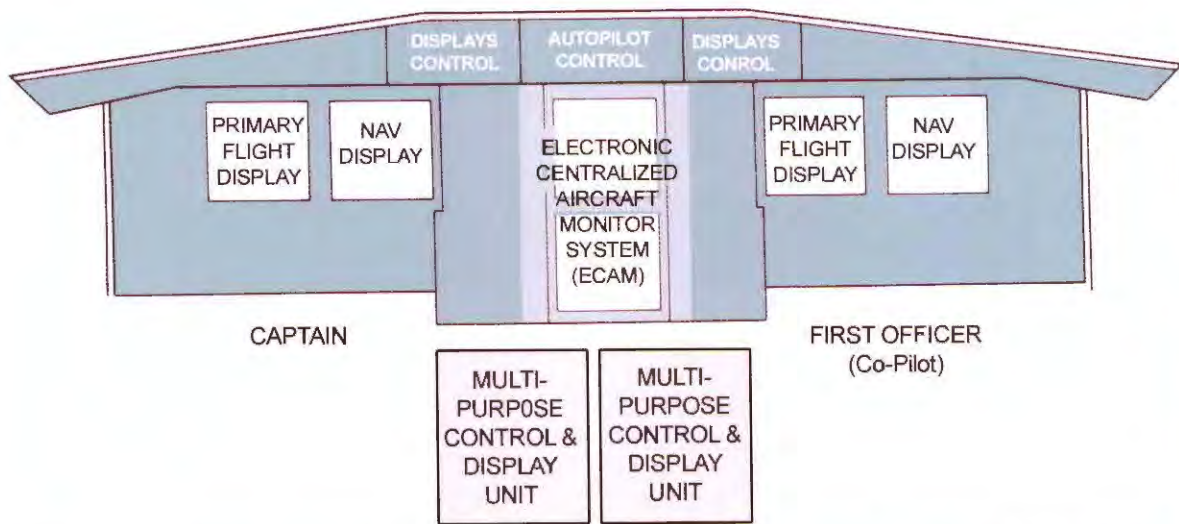 DISPLAYS
CONTROL
AUTOPILOT
CONTROL
DISPLAYS
CONROL
PRIMARY
FLIGHT
DISPLAY
NAV
DISPLAY
ELECTRONIC
CENTRALIZED
AIRCRAFT
MONITOR
SYSTEM
(ECAM)
PRIMARY
FLIGHT
DISPLAY
NAV
DISPLAY
CAPTAIN
FIRST OFFICER
(Co-Pilot)
MULTI-
PURP0SE
CONTROL &
DISPLAY
UNIT
MULTI-
PURPOSE
CONTROL &
DISPLAY
UNIT